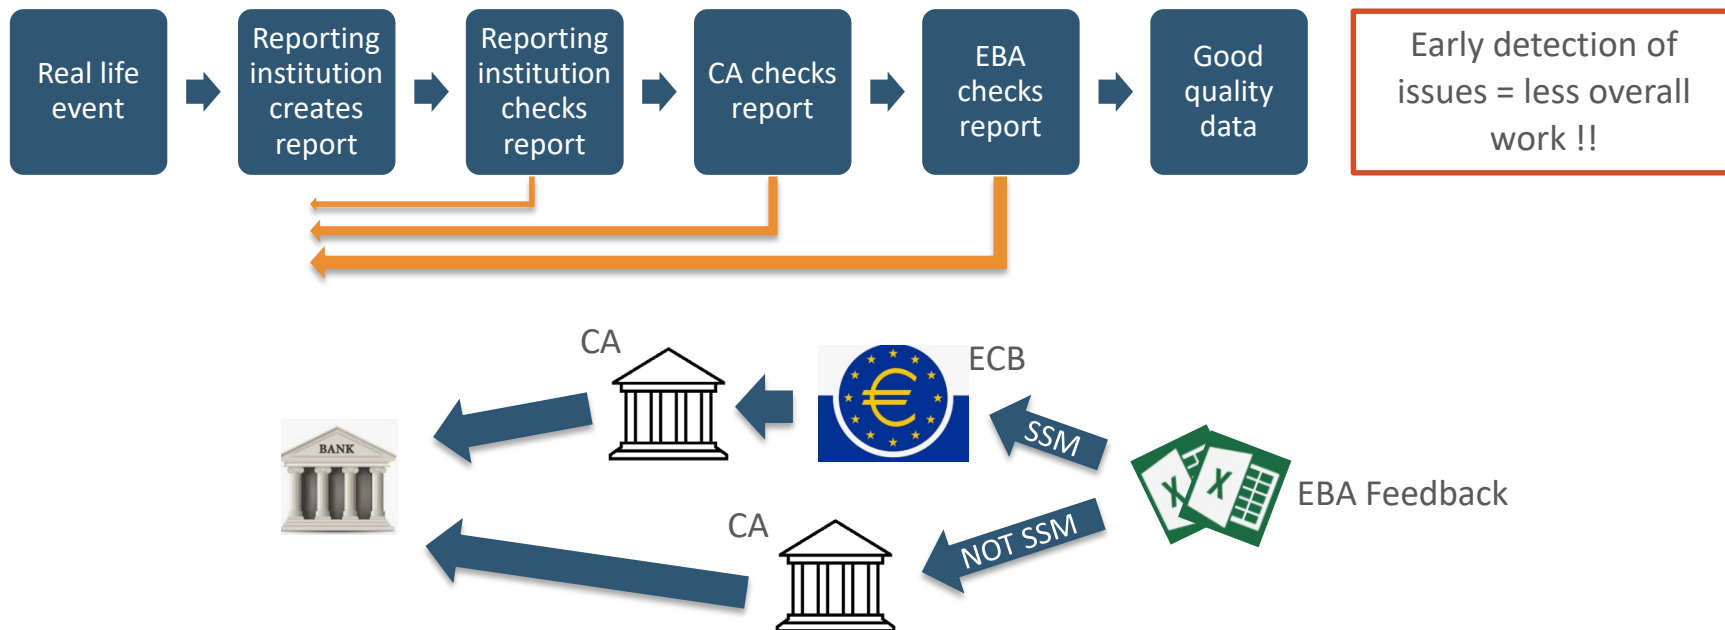 Real life
event
Reporting
institution
creates
report
Reporting
institution
checks
report
CA checks
report
EBA
checks
report
Good
quality
data
Early detection of
issues = less overall
work !!
CA
ECB
SSM
BANK
X
X
EBA Feedback
CA
NOT SSM